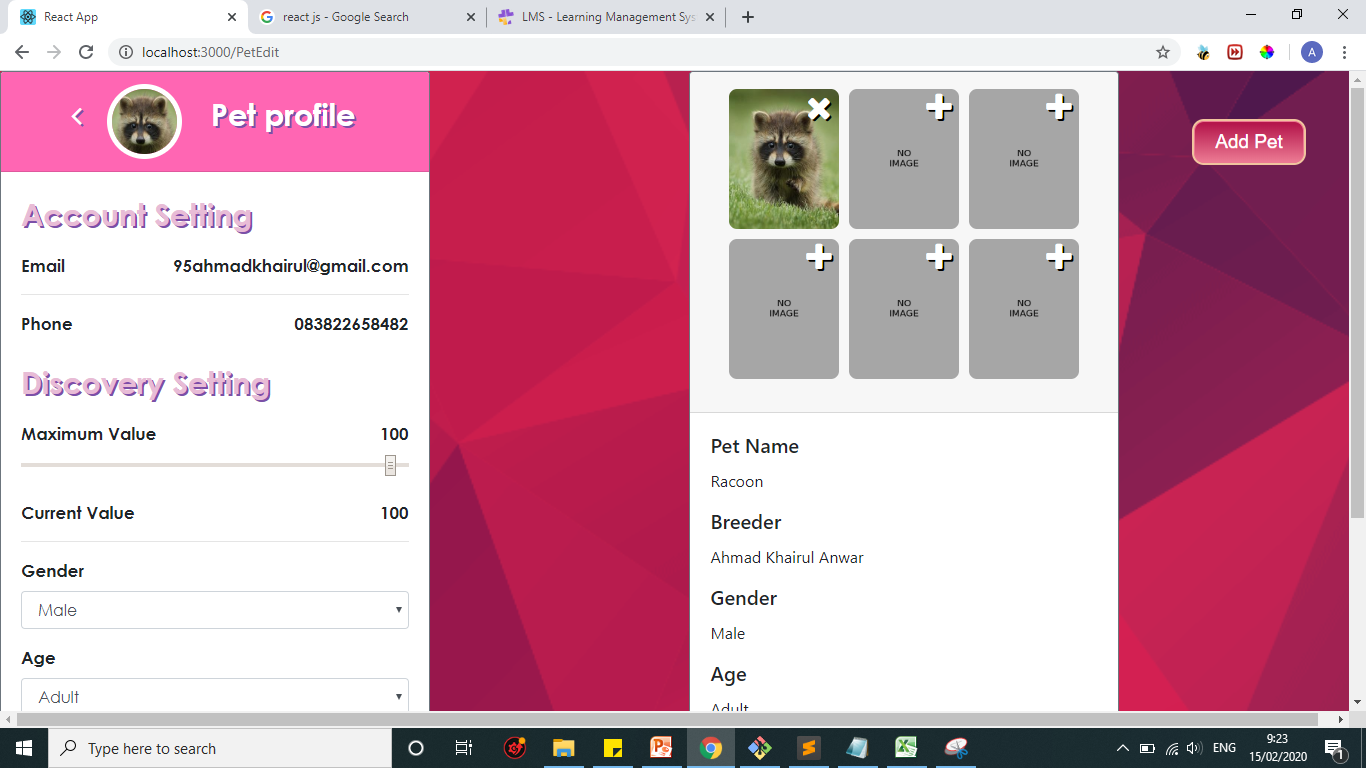 React App
react js - Google Search
LMS - Learning Management Sys
localhost:3000/PetEdit
A
Pet profile
Account Setting
Email
95ahmadkhairul@gmail.com
Phone
083822658482
Discovery Setting
Maximum Value
100
Current Value
100
Gender
Male
Age
Adult
NO
IMAGE
NO
IMAGE
NO
IMAGE
NO
IMAGE
NO
IMAGE
Pet Name
Racoon
Breeder
Ahmad Khairul Anwar
Gender
Male
Age
Adult
Add Pet
Type here to search
ENG
9:23
15/02/2020
1